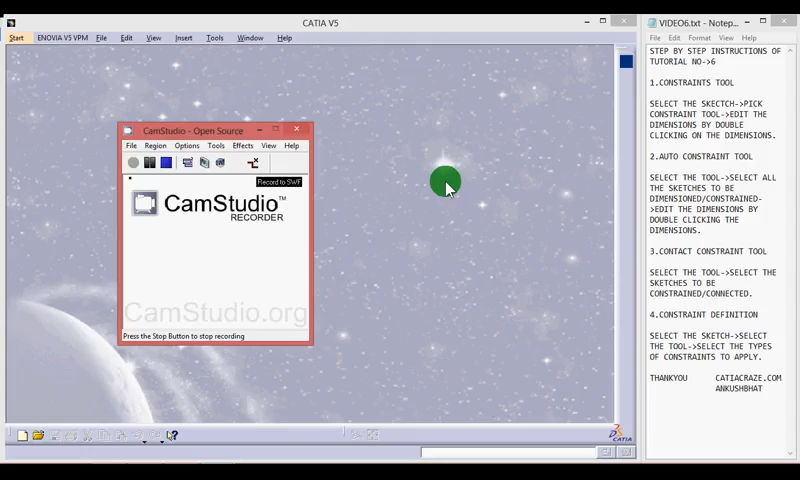 CATIA V5
Start ENOVIA V5 VPM File Edit View Insert Tools Window Help
CamStudio - Open Source
File Region Options Tools Effects View Help
Record to SWF
CamStudio™
RECORDER
CamStudio.org
Press the Stop Button to stop recording
CATIA
VIDEO6.txt - Notep...
File Edit Format View Help
STEP BY STEP INSTRUCTIONS OF
TUTORIAL NO->6
1.CONSTRAINTS TOOL
SELECT THE SKECTCH->PICK
CONSTRAINT TOOL->EDIT THE
DIMENSIONS BY DOUBLE
CLICKING ON THE DIMENSIONS.
2.AUTO CONSTRAINT TOOL
SELECT THE TOOL->SELECT ALL
THE SKETCHES TO BE
DIMENSIONED/CONSTRAINED-
>EDIT THE DIMENSIONS BY
DOUBLE CLICKING THE
DIMENSIONS.
3.CONTACT CONSTRAINT TOOL
SELECT THE TOOL->SELECT THE
SKETCHES TO BE
CONSTRAINED/CONNECTED.
4.CONSTRAINT DEFINITION
SELECT THE SKETCH->SELECT
THE TOOL->SELECT THE TYPES
OF CONSTRAINTS TO APPLY.
THANKYOU CATIACRAZE.COM
ANKUSHBHAT